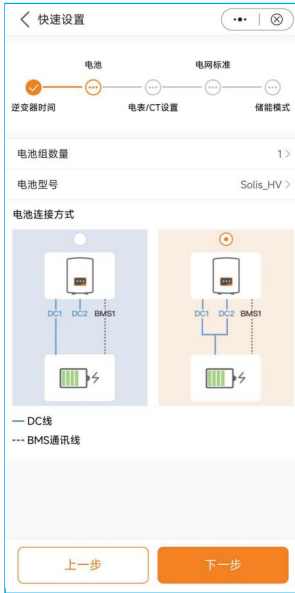 快速设置
电池 电网标准
逆变器时间 电表/CT设置 储能模式
电池组数量 1
电池型号 Solis_HV
电池连接方式
DC1 DC2 BMS1 DC1 DC2 BMS1
DC线
BMS通讯线
上一步 下一步